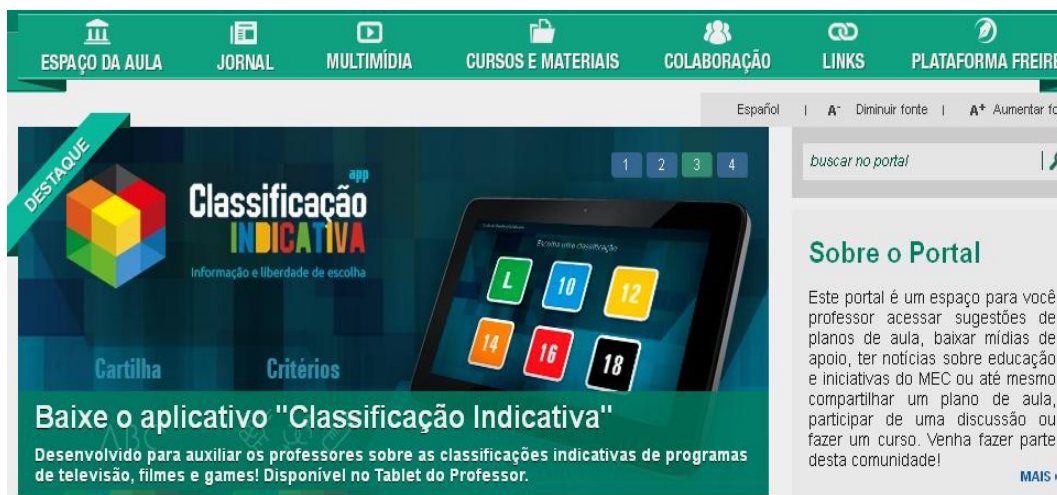 ESPAÇO DA AULA
JORNAL
MULTIMÍDIA
CURSOS E MATERIAIS
COLABORAÇÃO
LINKS
PLATAFORMA FREIRE
Español | A- Diminuir fonte | A+ Aumentar fo
DESTAQUE
1 2 3 4
app
Classificação
INDICATIVA
Informação e liberdade de escolha
Escolha uma classificação
L 10 12
14 16 18
Cartilha Critérios
Baixe o aplicativo "Classificação Indicativa"
Desenvolvido para auxiliar os professores sobre as classificações indicativas de programas
de televisão, filmes e games! Disponível no Tablet do Professor.
buscar no portal
Sobre o Portal
Este portal é um espaço para você
professor acessar sugestões de
planos de aula, baixar mídias de
apoio, ter notícias sobre educação
e iniciativas do MEC ou até mesmo
compartilhar um plano de aula,
participar de uma discussão ou
fazer um curso. Venha fazer parte
desta comunidade!
MAIS